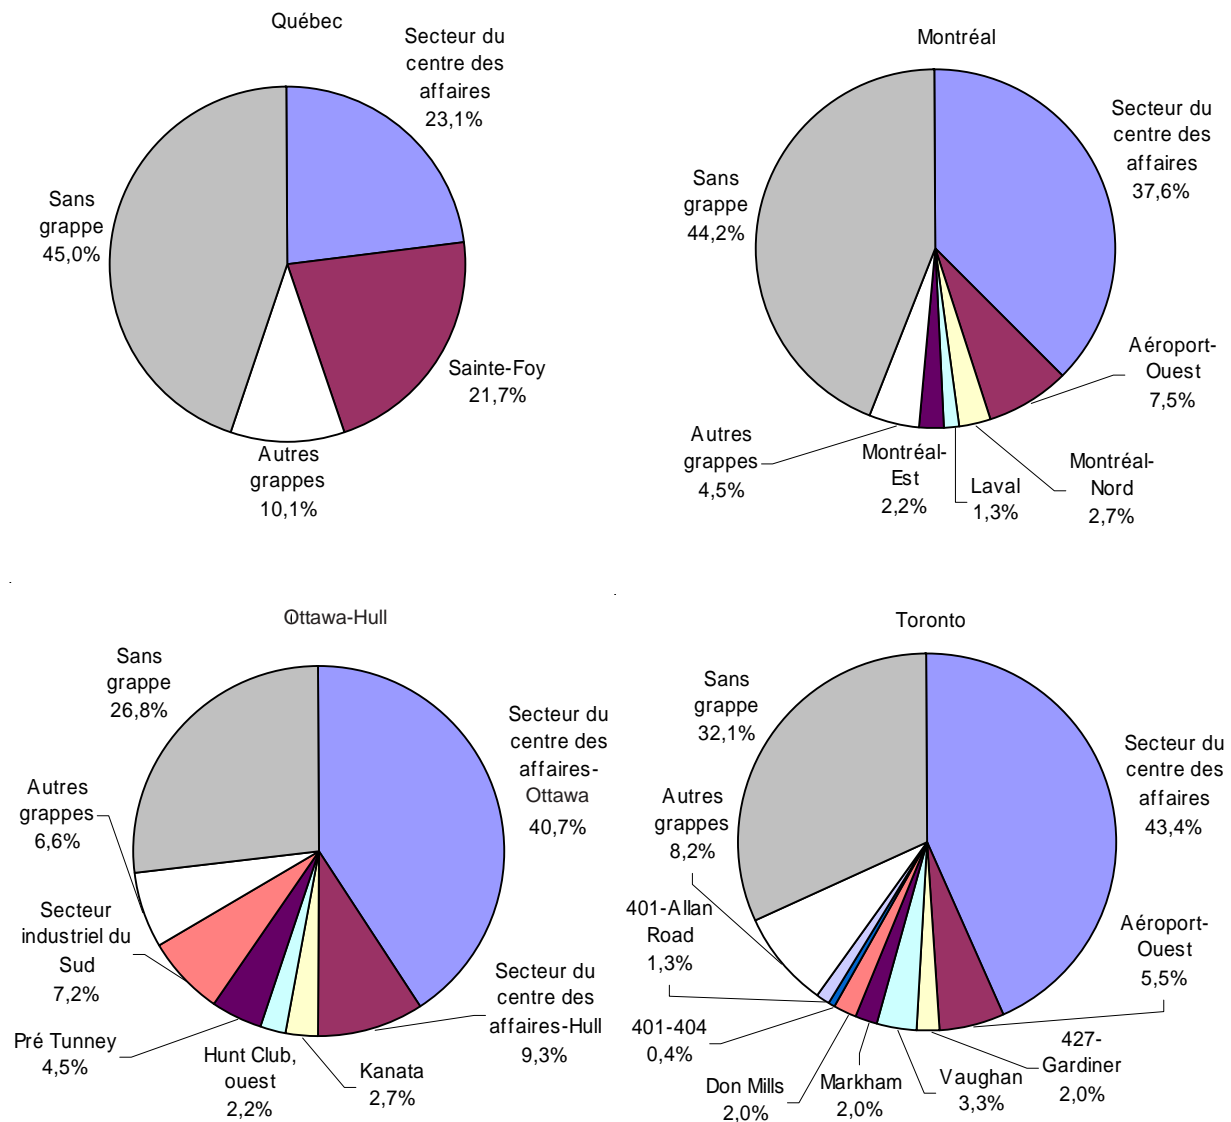 Québec
Secteur du
centre des
affaires
23,1%
Sans
grappe
45,0%
Sainte-Foy
21,7%
Autres
grappes
10,1%
Montréal
Secteur du
centre des
affaires
37,6%
Sans
grappe
44,2%
Aéroport-
Ouest
7,5%
Autres
grappes
4,5%
Montréal-
Est
2,2%
Laval
1,3%
Montréal-
Nord
2,7%
Ottawa-Hull
Sans
grappe
26,8%
Secteur du
centre des
affaires-
Ottawa
40,7%
Autres
grappes
6,6%
Secteur
industriel du
Sud
7,2%
Pré Tunney
4,5%
Hunt Club,
ouest
2,2%
Kanata
2,7%
Secteur du
centre des
affaires-Hull
9,3%
Toronto
Sans
grappe
32,1%
Secteur du
centre des
affaires
43,4%
Autres
grappes
8,2%
401-Allan
Road
1,3%
401-404
0,4%
Don Mills
2,0%
Markham
2,0%
Vaughan
3,3%
427-
Gardiner
2,0%
Aéroport-
Ouest
5,5%